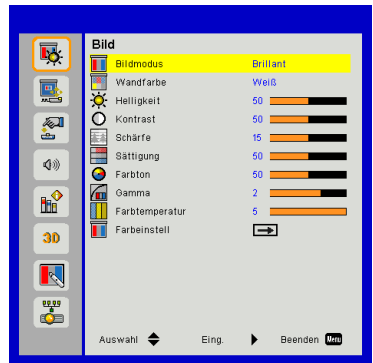 Bild
Bildmodus Brillant
Wandfarbe Weiß
Helligkeit 50
Kontrast 50
Schärfe 15
Sättigung 50
Farbton 50
Gamma 2
Farbtemperatur 5
Farbeinstell
3D
Auswahl Eing. Beenden Menu